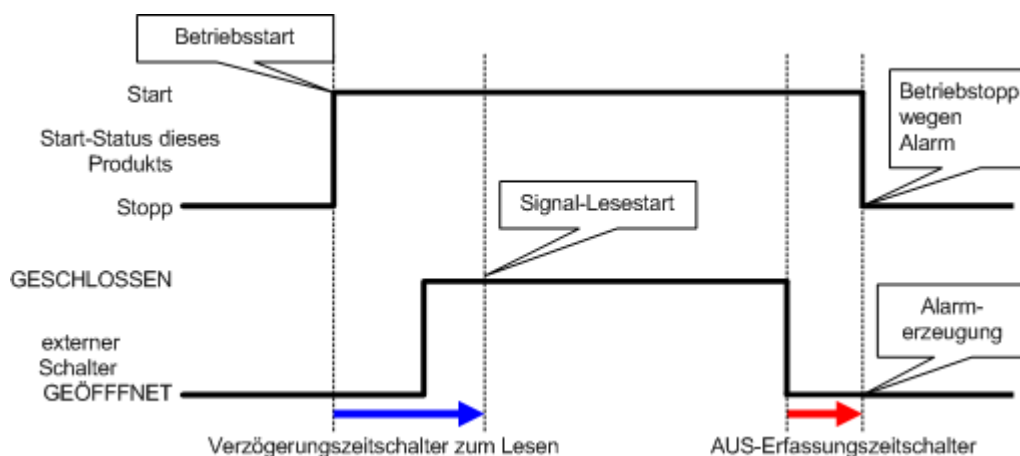 Betriebsstart
Start
Start-Status dieses
Produkts
Stopp
Betriebstopp
wegen
Alarm
Signal-Lesestart
GESCHLOSSEN
externer
Schalter
GEÖFFFNET
Alarm-
erzeugung
Verzögerungszeitschalter zum Lesen
AUS-Erfassungszeitschalter